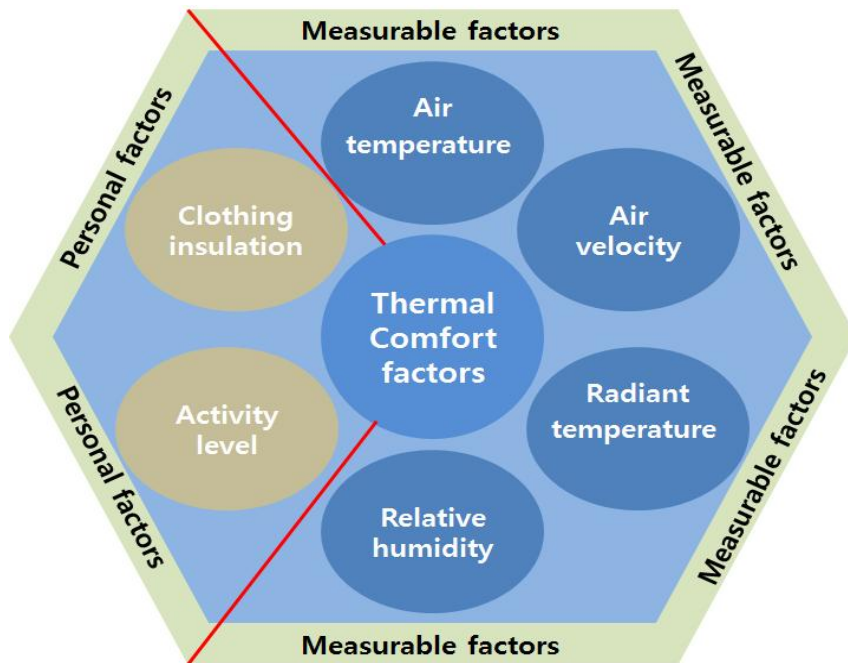 Measurable factors
Personal factors
Measurable factors
Air
temperature
Clothing
insulation
Air
velocity
Thermal
Comfort
factors
Activity
level
Radiant
temperature
Relative
humidity
Personal factors
Measurable factors
Measurable factors